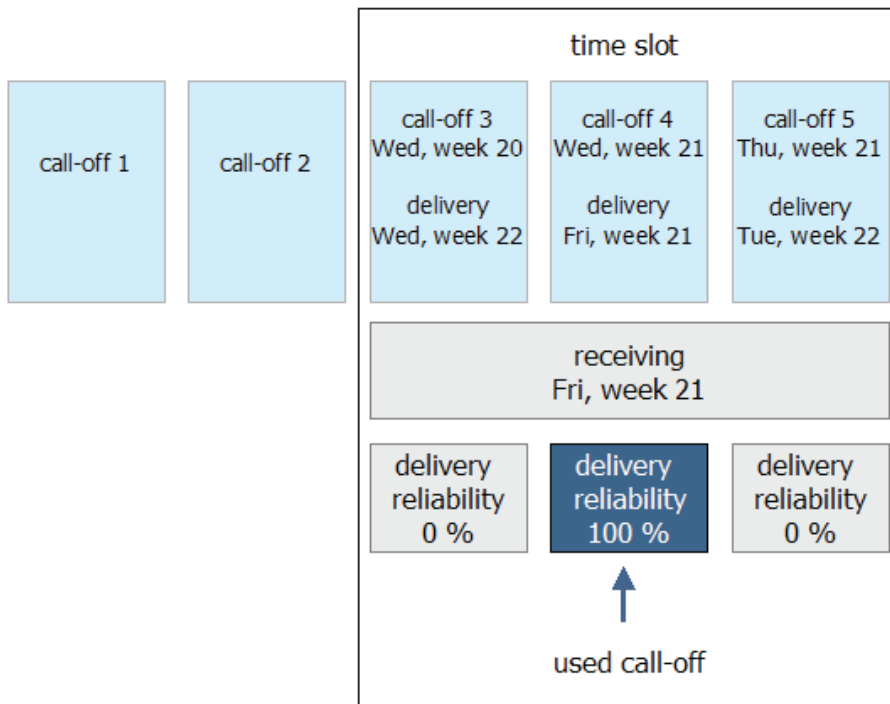 time slot
call-off 1
call-off 2
call-off 3
Wed, week 20
delivery
Wed, week 22
call-off 4
Wed, week 21
delivery
Fri, week 21
call-off 5
Thu, week 21
delivery
Tue, week 22
receiving
Fri, week 21
delivery
reliability
0 %
delivery
reliability
100 %
delivery
reliability
0 %
used call-off